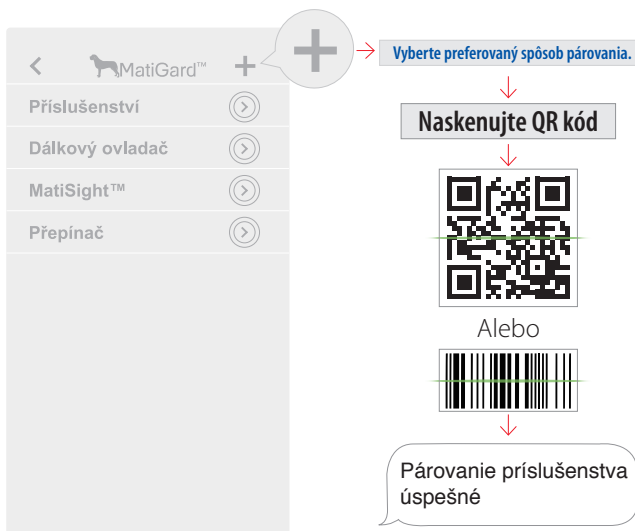 MatiGard™
Příslušenství
Dálkový ovladač
MatiSight™
Přepínač
Vyberte preferovaný spôsob párovania.
Naskenujte QR kód
Alebo
Párovanie príslušenstva
úspešné